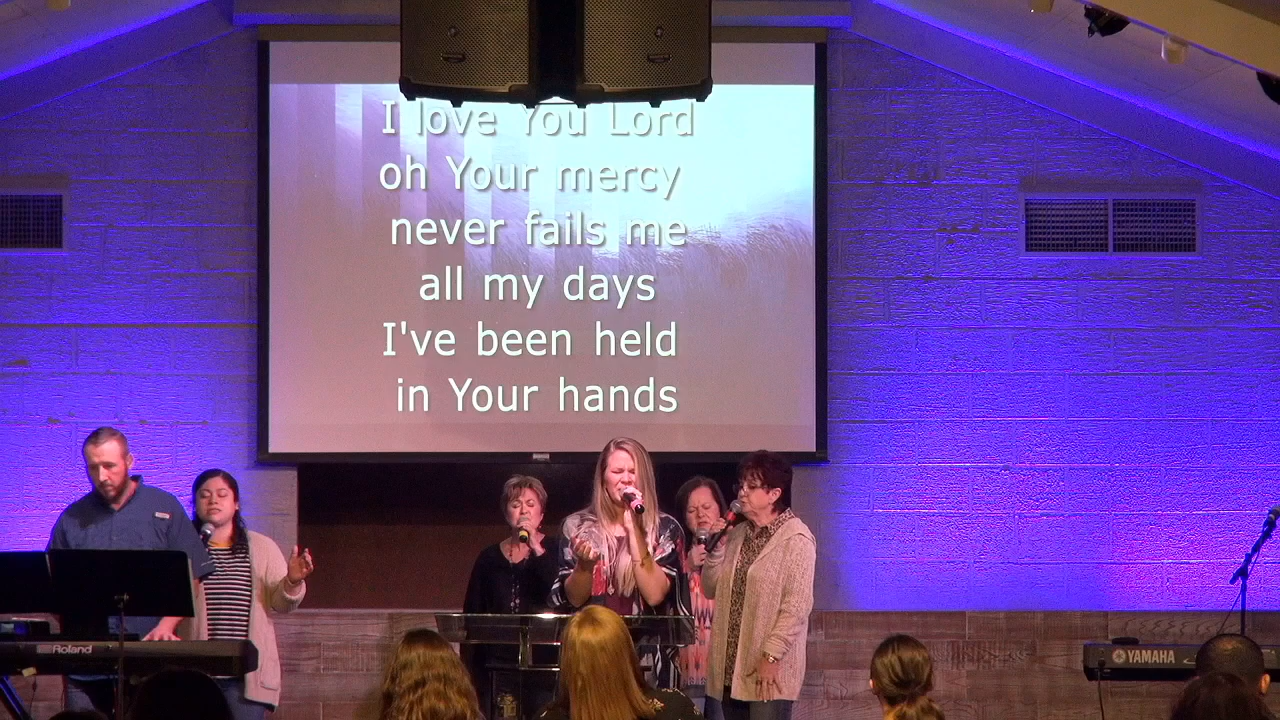 I love You Lord
oh Your mercy
never fails me
all my days
I've been held
in Your hands
Roland
YAMAHA